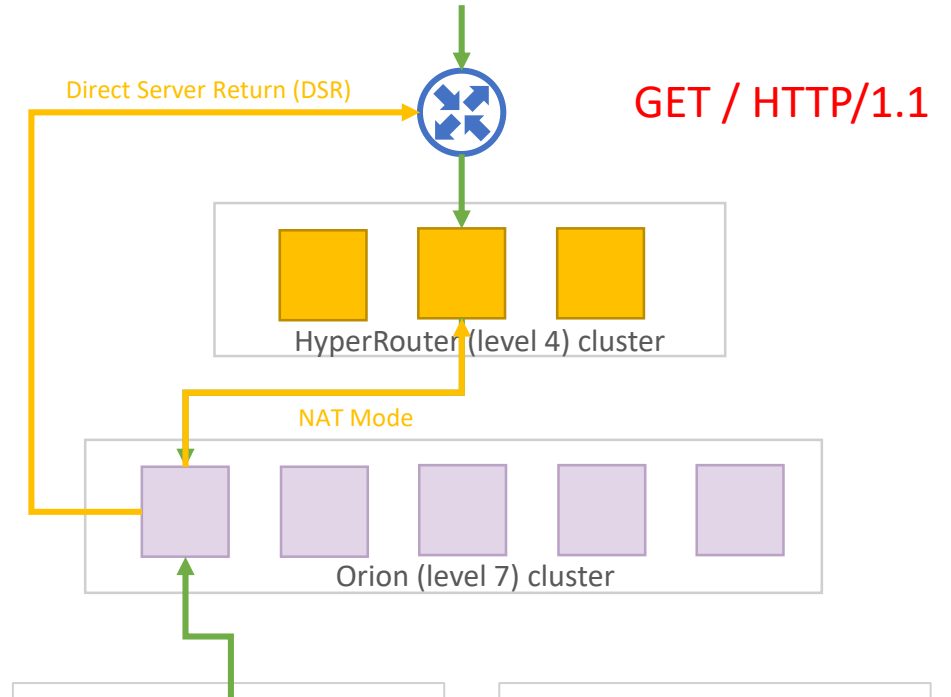 Direct Server Return (DSR)
GET / HTTP/1.1
HyperRouter (level 4) cluster
NAT Mode
Orion (level 7) cluster